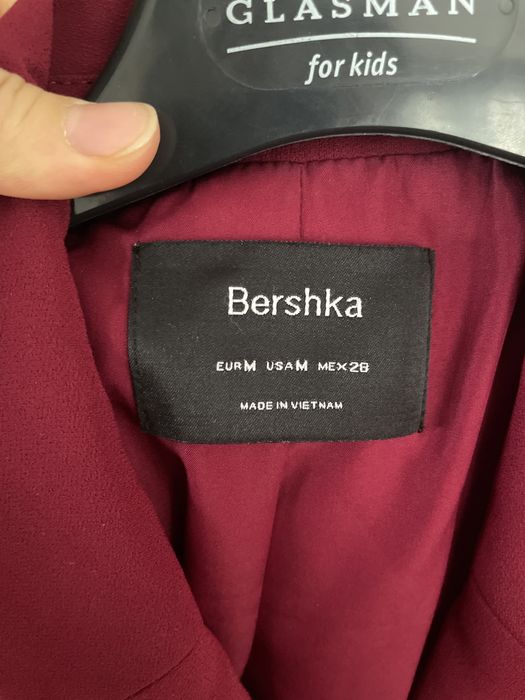 GLASMAN
for kids
Bershka
EURM USAM MEX28
MADE IN VIETNAM